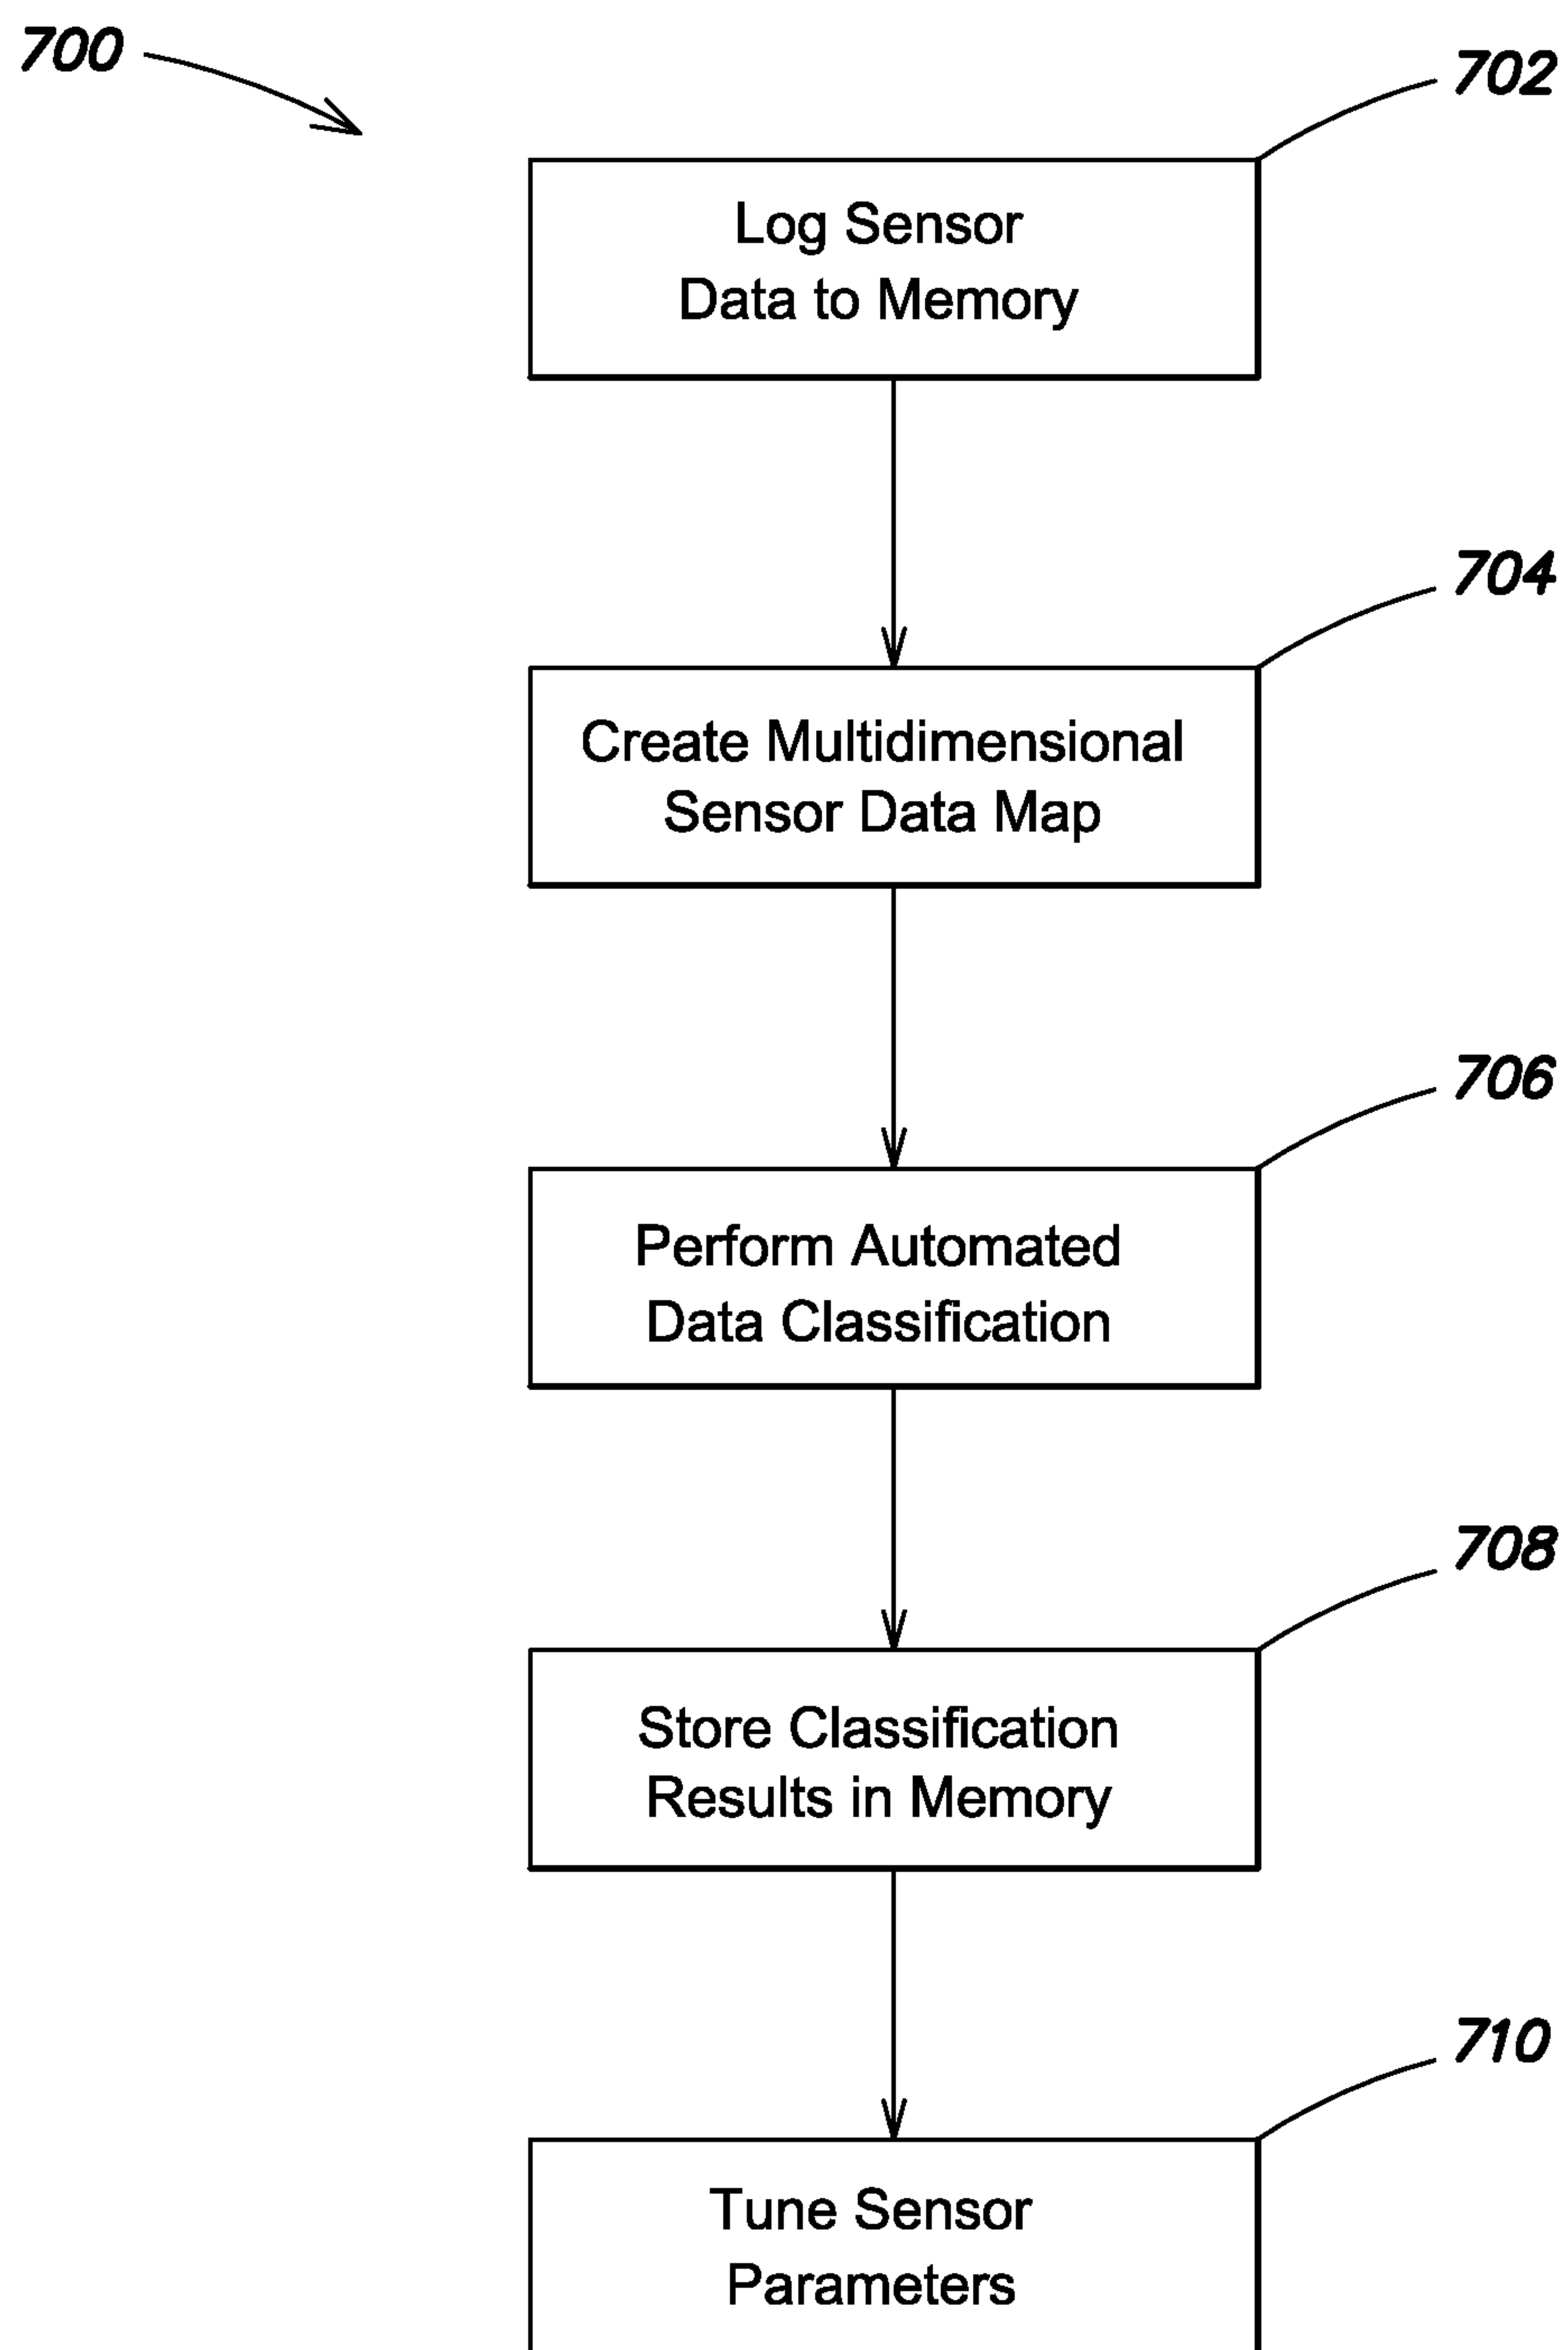 700
702
Log Sensor
Data to Memory
704
Create Multidimensional
Sensor Data Map
706
Perform Automated
Data Classification
708
Store Classification
Results in Memory
710
Tune Sensor
Parameters